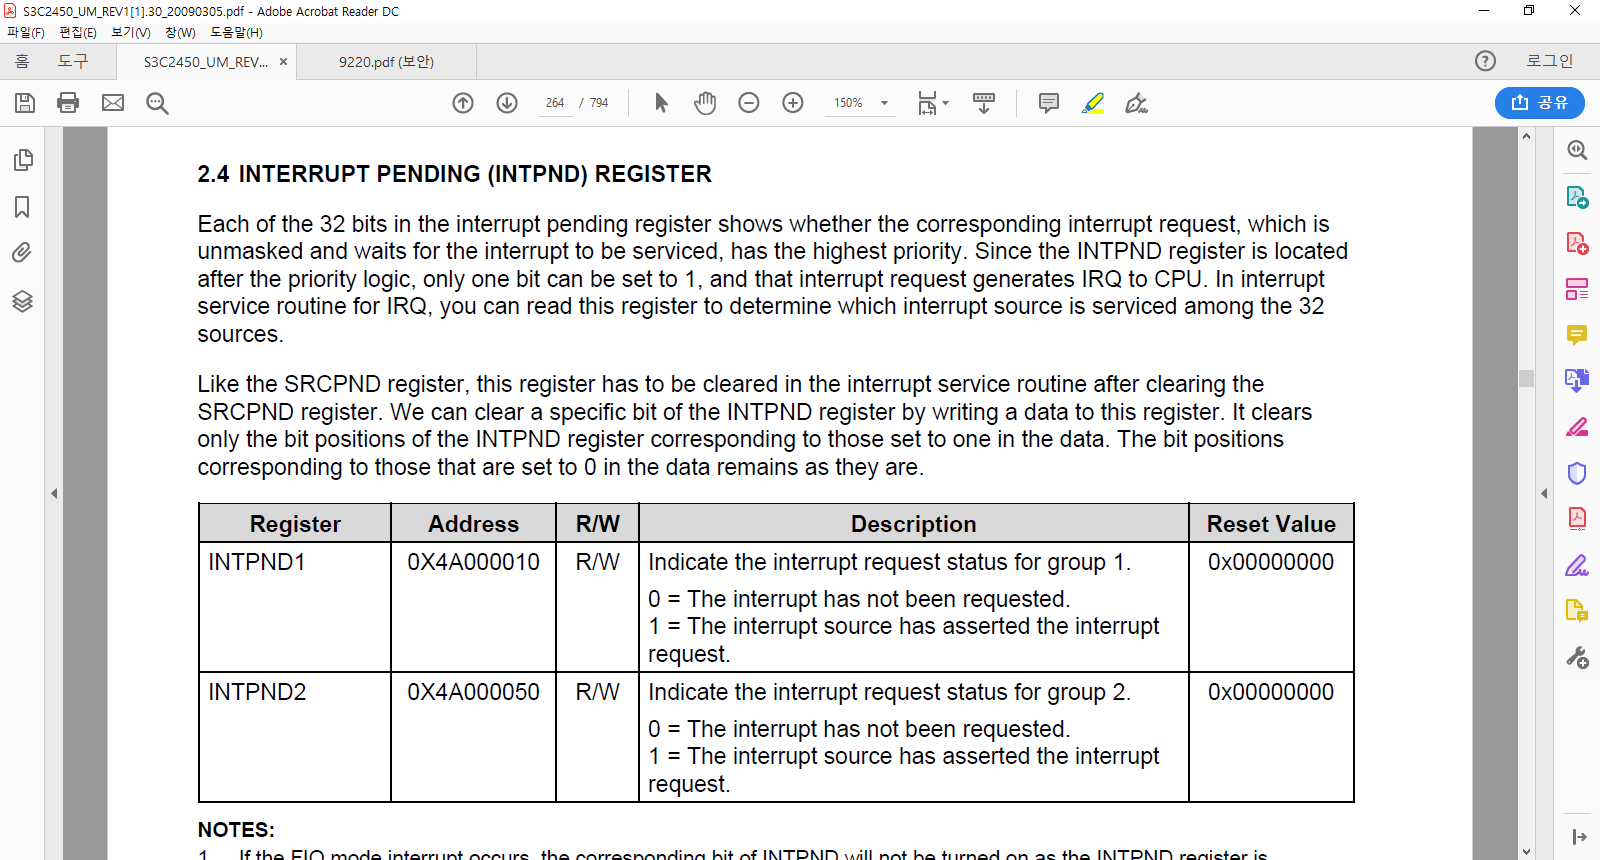 S3C2450_UM_REV1[1].30_20090305.pdf - Adobe Acrobat Reader DC
파일(F) 편집(E) 보기(V) 창(W) 도움말(H)
홈 도구 S3C2450_UM_REV... × 9220.pdf (보안) 로그인
264 / 794 150% 공유
2.4 INTERRUPT PENDING (INTPND) REGISTER
Each of the 32 bits in the interrupt pending register shows whether the corresponding interrupt request, which is
unmasked and waits for the interrupt to be serviced, has the highest priority. Since the INTPND register is located
after the priority logic, only one bit can be set to 1, and that interrupt request generates IRQ to CPU. In interrupt
service routine for IRQ, you can read this register to determine which interrupt source is serviced among the 32
sources.
Like the SRCPND register, this register has to be cleared in the interrupt service routine after clearing the
SRCPND register. We can clear a specific bit of the INTPND register by writing a data to this register. It clears
only the bit positions of the INTPND register corresponding to those set to one in the data. The bit positions
corresponding to those that are set to 0 in the data remains as they are.
Register Address R/W Description Reset Value
INTPND1 0X4A000010 R/W Indicate the interrupt request status for group 1. 0x00000000
0 = The interrupt has not been requested.
1 = The interrupt source has asserted the interrupt
request.
INTPND2 0X4A000050 R/W Indicate the interrupt request status for group 2. 0x00000000
0 = The interrupt has not been requested.
1 = The interrupt source has asserted the interrupt
request.
NOTES:
1. If the FIQ mode interrupt occurs, the corresponding bit of INTPND will not be turned on as the INTPND register is